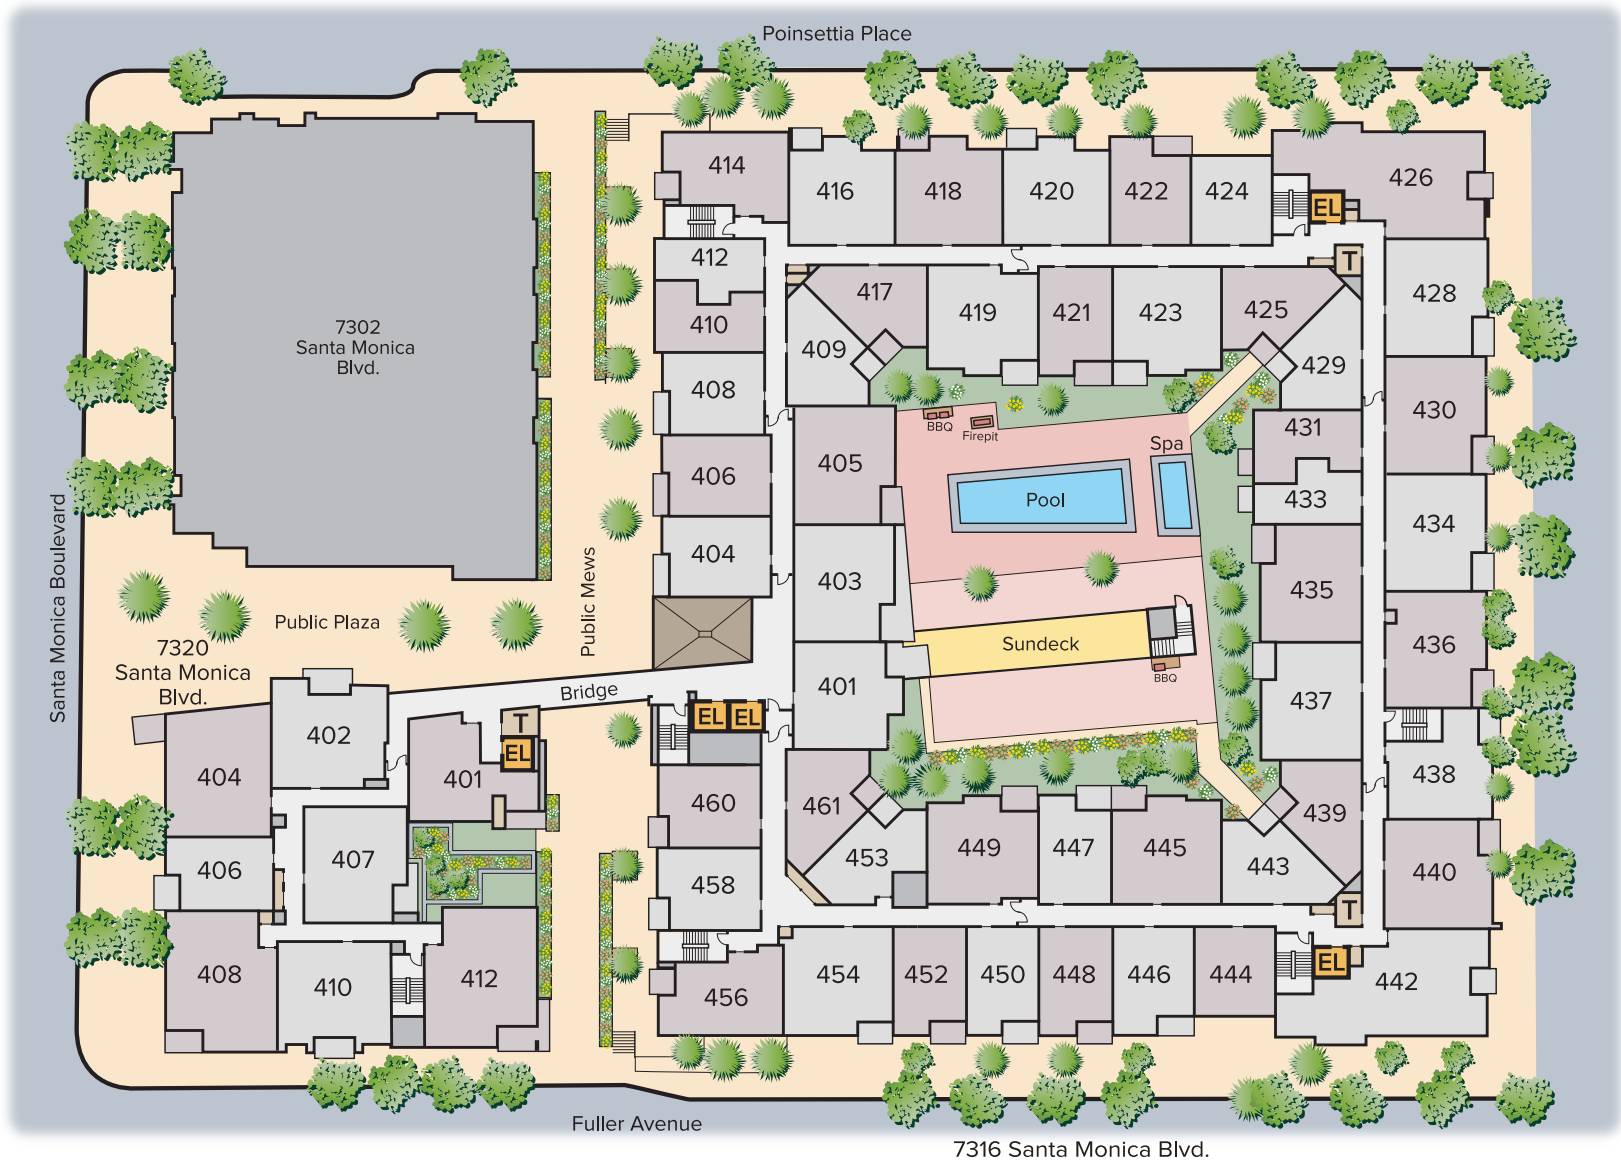 Poinsettia Place
414
416
418
420
422
424
EL
426
412
T
410
417
419
421
423
425
428
7302
Santa Monica
Blvd.
409
429
408
430
BBQ
Firepit
431
405
Spa
406
433
Pool
434
Santa Monica Boulevard
Public Mews
404
403
435
Public Plaza
Sundeck
436
7320
Santa Monica
Blvd.
BBQ
Bridge
401
437
402
T
EL
EL
EL
404
401
438
460
461
439
407
449
447
445
406
453
443
440
458
T
408
410
412
456
454
452
450
448
446
444
EL
442
Fuller Avenue
7316 Santa Monica Blvd.